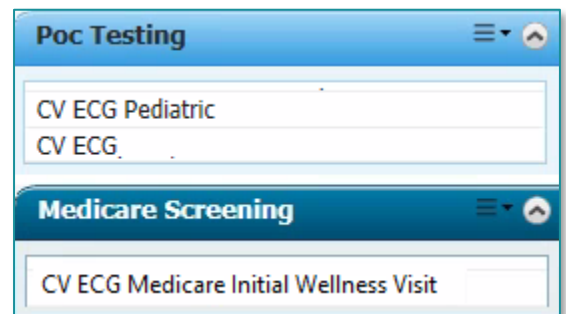 Poc Testing
CV ECG Pediatric
CV ECG
Medicare Screening
CV ECG Medicare Initial Wellness Visit